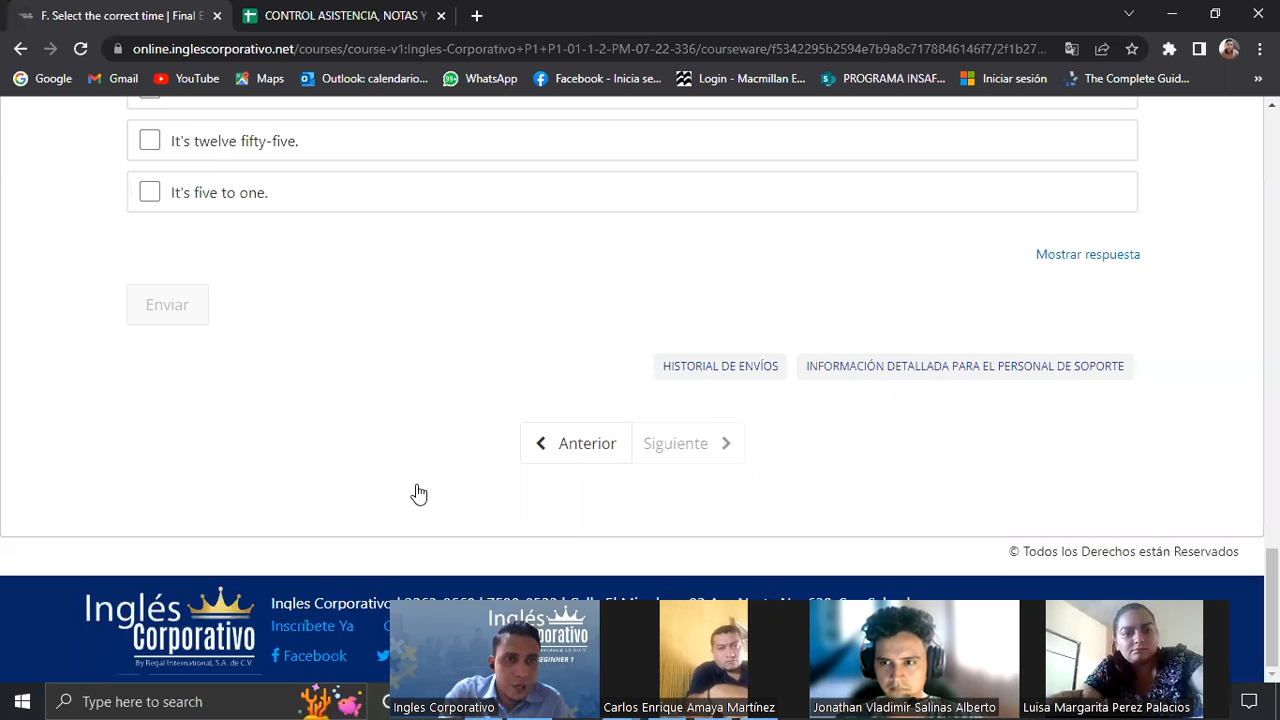 F. Select the correct time | Final E
CONTROL ASISTENCIA, NOTAS Y
online.inglescorporativo.net/courses/course-v1:Ingles-Corporativo+P1+P1-01-1-2-PM-07-22-336/courseware/f5342295b2594e7b9a8c7178846146f7/2f1b27...
Google
Gmail
YouTube
Maps
Outlook: calendario...
WhatsApp
Facebook - Inicia se...
Login - Macmillan E...
PROGRAMA INSAF...
Iniciar sesión
The Complete Guid...
It's twelve fifty-five.
It's five to one.
Mostrar respuesta
Enviar
HISTORIAL DE ENVÍOS
INFORMACIÓN DETALLADA PARA EL PERSONAL DE SOPORTE
Anterior
Siguiente
© Todos los Derechos están Reservados
Inglés
Corporativo
By Regal International, S.A. de C.V.
Ingles Corporativo
Inscríbete Ya
Facebook
Inglés
BEGINNER 1
Ingles Corporativo
Carlos Enrique Amaya Martínez
Jonathan Vladimir Salinas Alberto
Luisa Margarita Perez Palacios
Type here to search